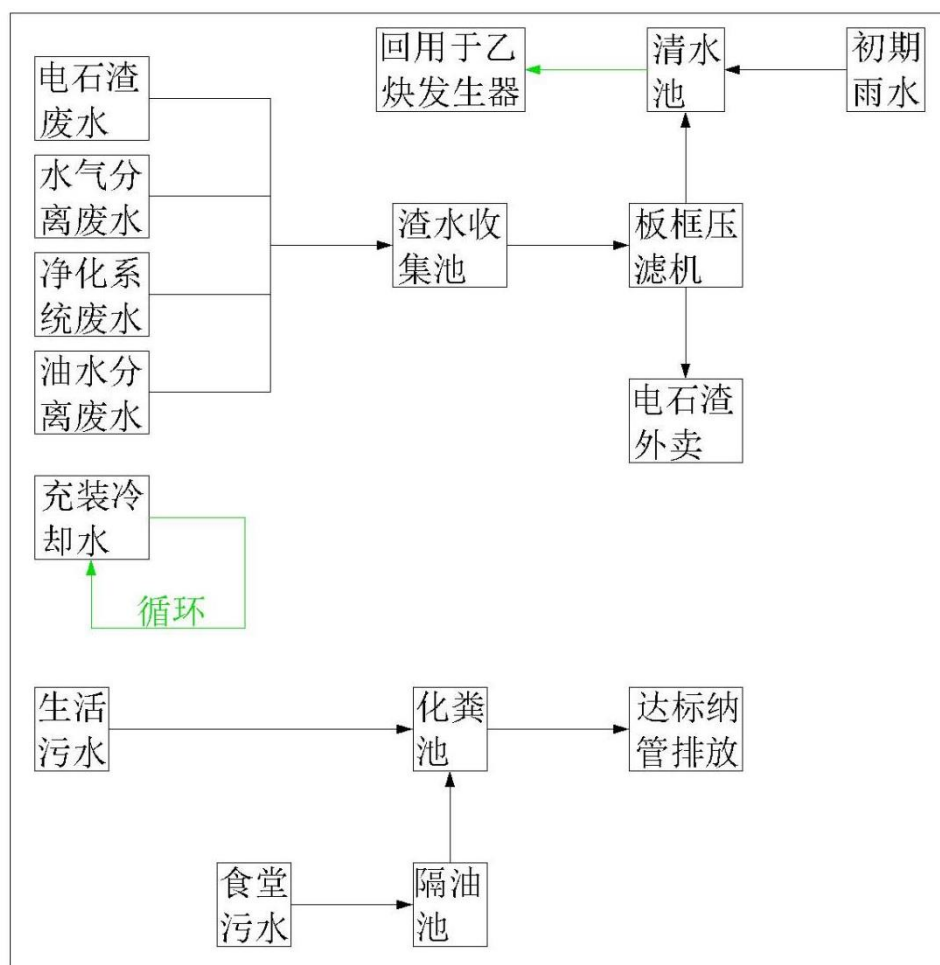 回用于乙
炔发生器
清水
池
初期
雨水
电石渣
废水
水气分
离废水
净化系
统废水
油水分
离废水
渣水收
集池
板框压
滤机
电石渣
外卖
充装冷
却水
循环
生活
污水
化粪
池
达标纳
管排放
食堂
污水
隔油
池